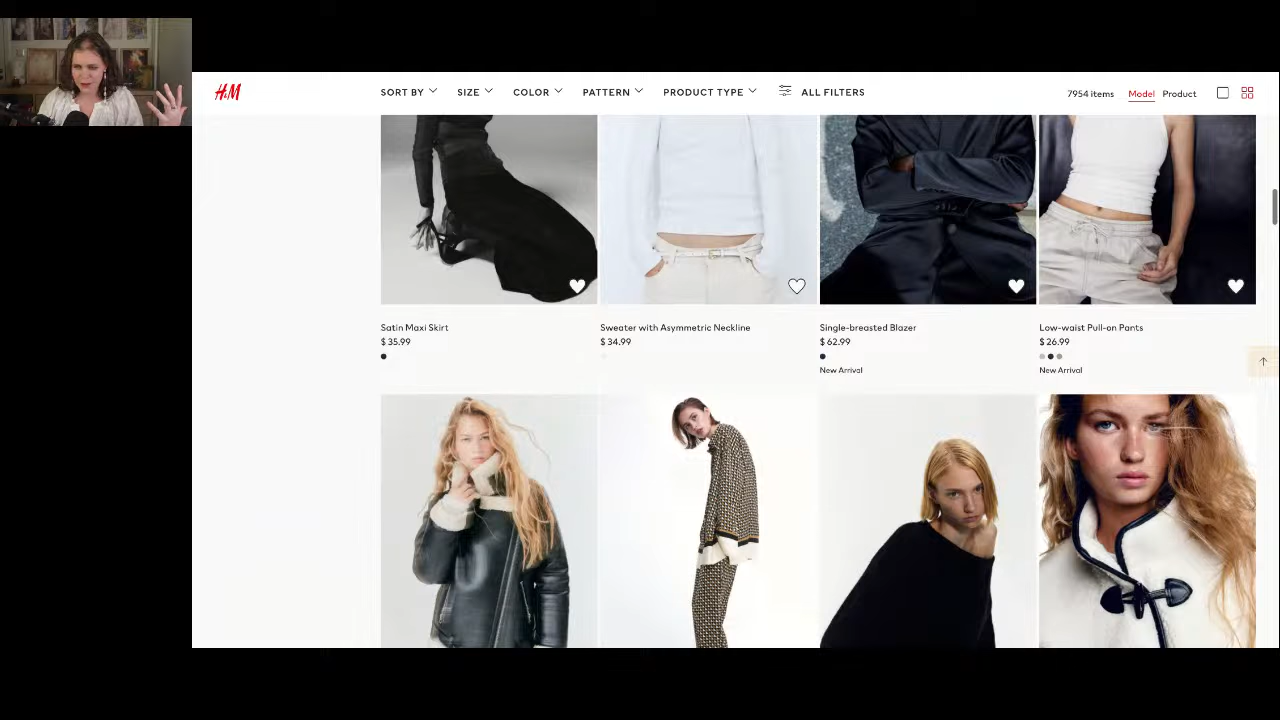 H&M
SORT BY SIZE COLOR PATTERN PRODUCT TYPE ALL FILTERS
7954 items Model Product
Satin Maxi Skirt
$ 35.99
Sweater with Asymmetric Neckline
$ 34.99
Single-breasted Blazer
$ 62.99
New Arrival
Low-waist Pull-on Pants
$ 26.99
New Arrival